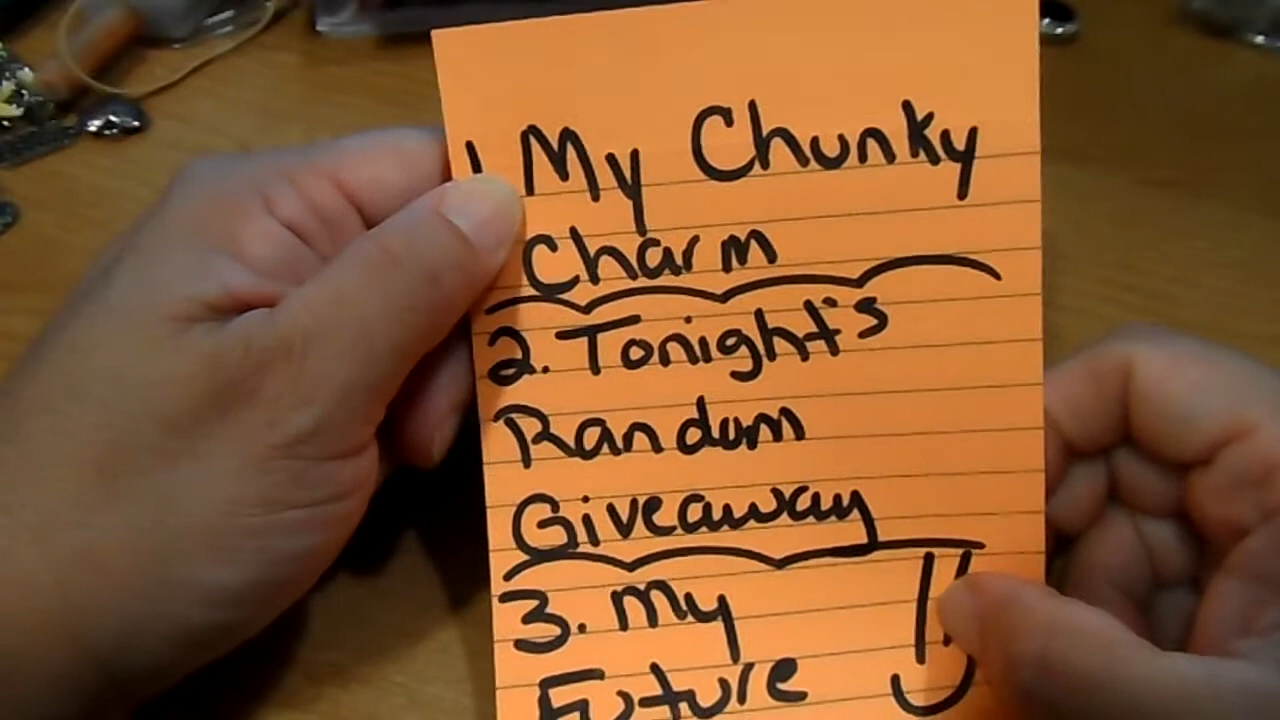 1 My Chunky
Charm
2. Tonight's
Random
Giveaway
3. My
Future